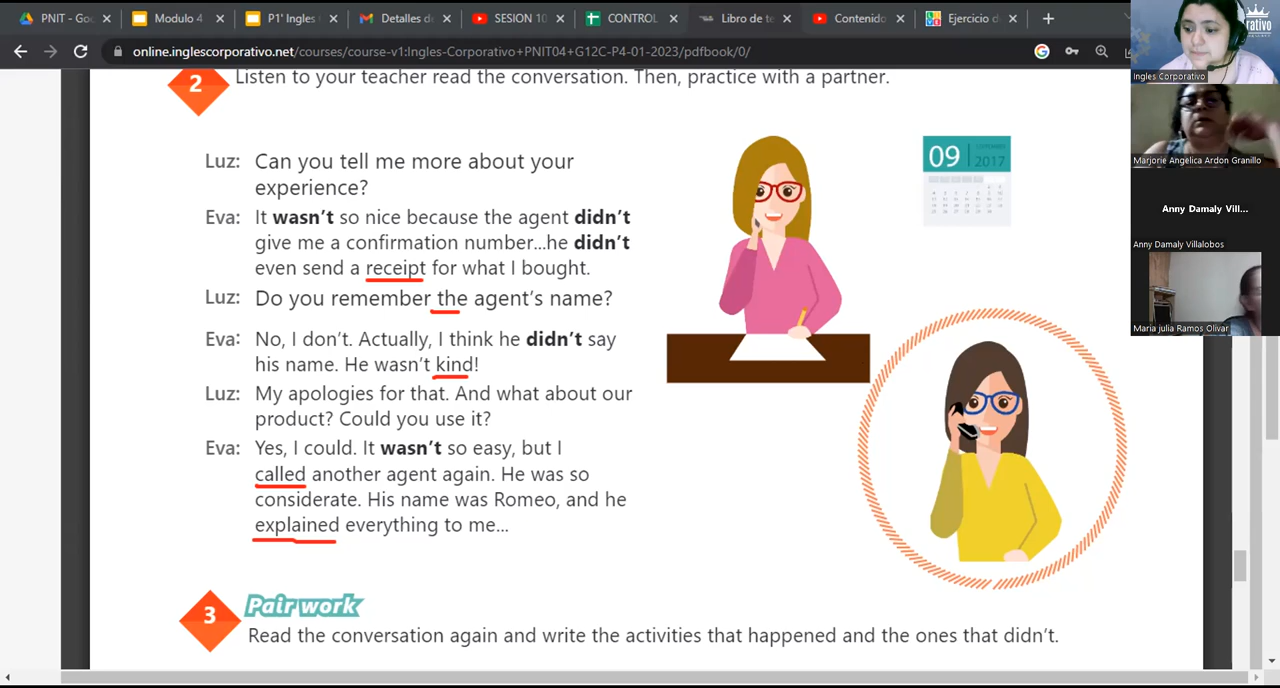 PNIT - Goo
Modulo 4
P1' Ingles
Detalles de
SESION 10
CONTROL
Libro de te
Contenido
Ejercicio d
online.inglescorporativo.net/courses/course-v1:Ingles-Corporativo+PNIT04+G12C-P4-01-2023/pdfbook/0/
rativo
Ingles Corporativo
Marjorie Angelica Ardon Granillo
Anny Damaly Vill...
Anny Damaly Villalobos
Maria julia Ramos Olivar
2 Listen to your teacher read the conversation. Then, practice with a partner.
Luz: Can you tell me more about your
experience?
Eva: It wasn't so nice because the agent didn't
give me a confirmation number...he didn't
even send a receipt for what I bought.
Luz: Do you remember the agent's name?
Eva: No, I don't. Actually, I think he didn't say
his name. He wasn't kind!
Luz: My apologies for that. And what about our
product? Could you use it?
Eva: Yes, I could. It wasn't so easy, but I
called another agent again. He was so
considerate. His name was Romeo, and he
explained everything to me...
09
2017
3 Pair work
Read the conversation again and write the activities that happened and the ones that didn't.